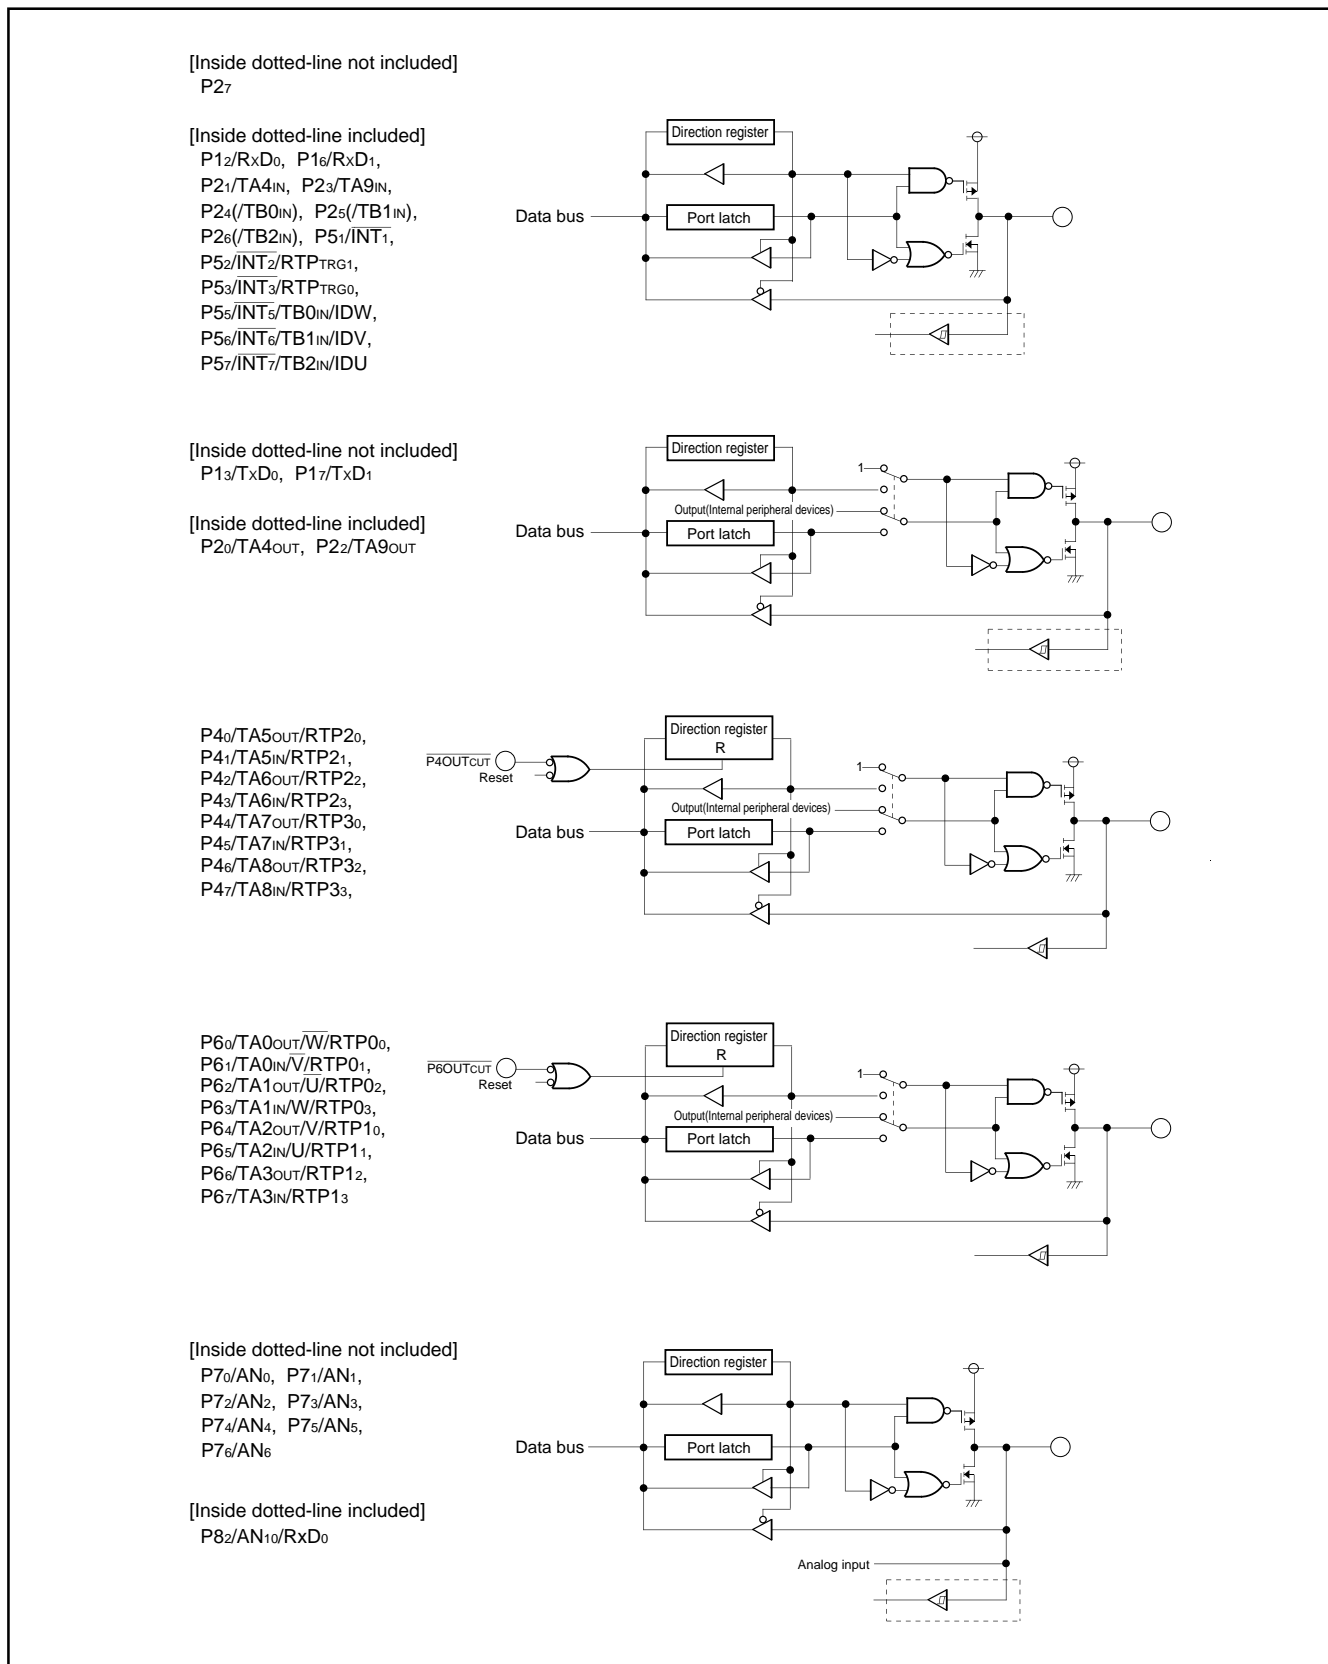 [Inside dotted-line not included]
P27
[Inside dotted-line included]
P12/RxD0, P16/RxD1,
P21/TA4IN, P23/TA9IN,
P24(/TB0IN), P25(/TB1IN),
P26(/TB2IN), P51/INT1,
P52/INT2/RTPTRG1,
P53/INT3/RTPTRG0,
P55/INT5/TB0IN/IDW,
P56/INT6/TB1IN/IDV,
P57/INT7/TB2IN/IDU
Direction register
Data bus
Port latch
[Inside dotted-line not included]
P13/TxD0, P17/TxD1
[Inside dotted-line included]
P20/TA4OUT, P22/TA9OUT
Direction register
1
Output(Internal peripheral devices)
Data bus
Port latch
P40/TA5OUT/RTP20,
P41/TA5IN/RTP21,
P42/TA6OUT/RTP22,
P43/TA6IN/RTP23,
P44/TA7OUT/RTP30,
P45/TA7IN/RTP31,
P46/TA8OUT/RTP32,
P47/TA8IN/RTP33,
Direction register
R
P4OUTCUT
Reset
1
Output(Internal peripheral devices)
Data bus
Port latch
P60/TA0OUT/W/RTP00,
P61/TA0IN/V/RTP01,
P62/TA1OUT/U/RTP02,
P63/TA1IN/W/RTP03,
P64/TA2OUT/V/RTP10,
P65/TA2IN/U/RTP11,
P66/TA3OUT/RTP12,
P67/TA3IN/RTP13
Direction register
R
P6OUTCUT
Reset
1
Output(Internal peripheral devices)
Data bus
Port latch
[Inside dotted-line not included]
P70/AN0, P71/AN1,
P72/AN2, P73/AN3,
P74/AN4, P75/AN5,
P76/AN6
[Inside dotted-line included]
P82/AN10/RxD0
Direction register
Data bus
Port latch
Analog input